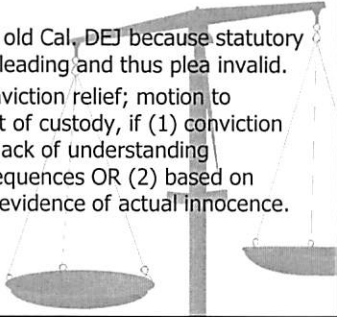 old Cal. DEJ because statutory
leading and thus plea invalid.
viction relief; motion to
t of custody, if (1) conviction
ack of understanding
equences OR (2) based on
evidence of actual innocence.